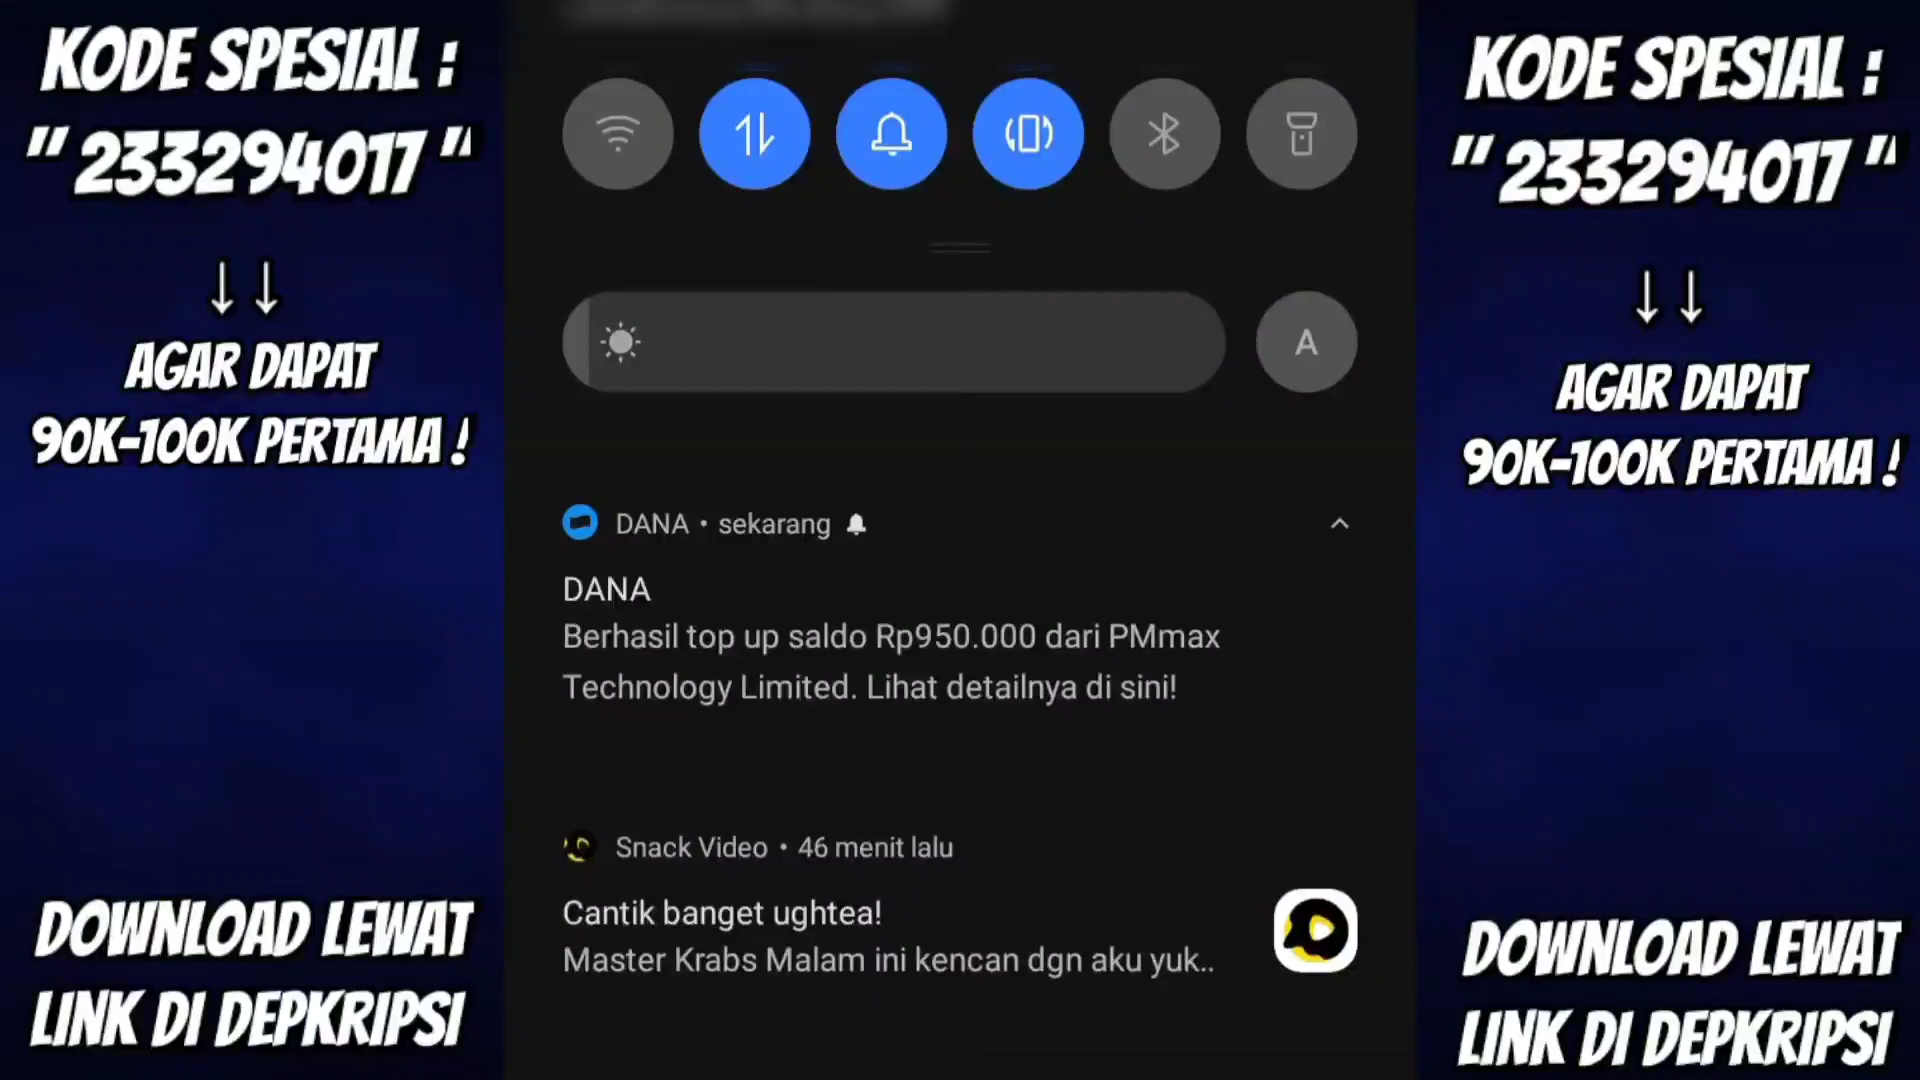 KODE SPESIAL :
" 233294017 "
↓↓
AGAR DAPAT
90K-100K PERTAMA !
DOWNLOAD LEWAT
LINK DI DEPKRIPSI
A
DANA • sekarang
DANA
Berhasil top up saldo Rp950.000 dari PMmax
Technology Limited. Lihat detailnya di sini!
Snack Video • 46 menit lalu
Cantik banget ughtea!
Master Krabs Malam ini kencan dgn aku yuk..
KODE SPESIAL :
" 233294017 "
↓↓
AGAR DAPAT
90K-100K PERTAMA !
DOWNLOAD LEWAT
LINK DI DEPKRIPSI